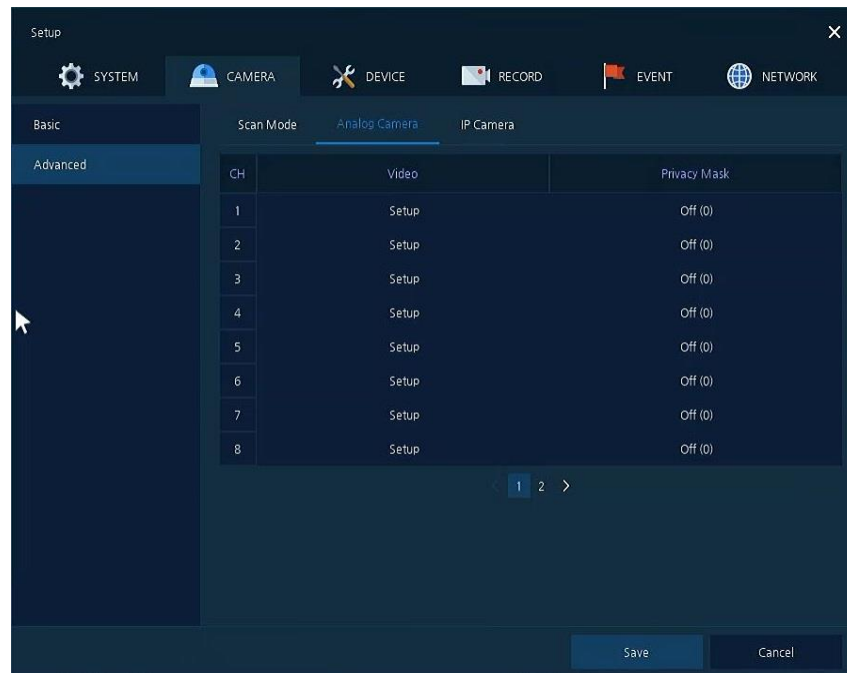 Setup
SYSTEM CAMERA DEVICE RECORD EVENT NETWORK
Basic
Advanced
Scan Mode Analog Camera IP Camera
CH Video Privacy Mask
1 Setup Off (0)
2 Setup Off (0)
3 Setup Off (0)
4 Setup Off (0)
5 Setup Off (0)
6 Setup Off (0)
7 Setup Off (0)
8 Setup Off (0)
1 2
Save Cancel